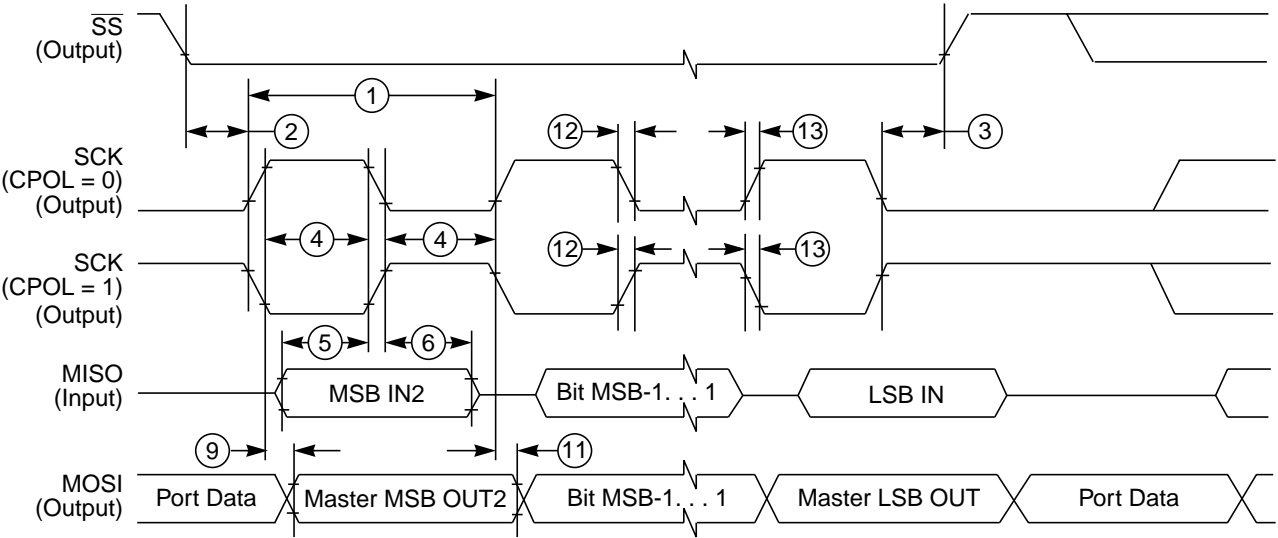 SS
(Output)
1
2
12
13
3
SCK
(CPOL = 0)
(Output)
4
4
12
13
SCK
(CPOL = 1)
(Output)
5
6
MISO
(Input)
MSB IN2
Bit MSB-1. . . 1
LSB IN
9
11
MOSI
(Output)
Port Data
Master MSB OUT2
Bit MSB-1. . . 1
Master LSB OUT
Port Data